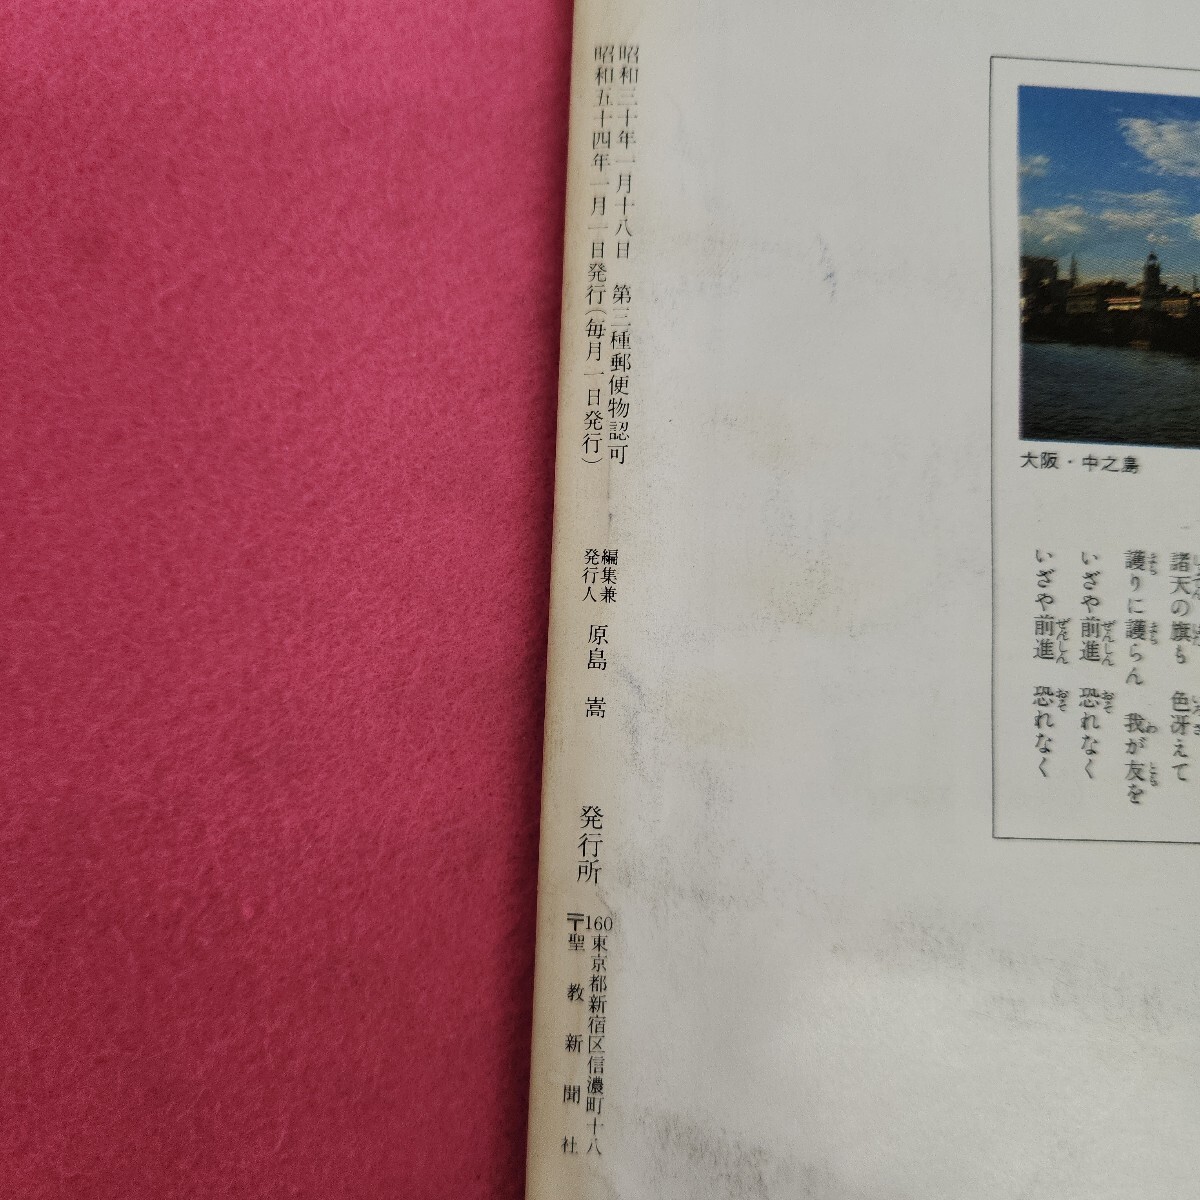 昭和三十年一月十八日　第三種郵便物認可
昭和五十四年一月一日発行（毎月一日発行）
編集兼
発行人
原島　嵩
発行所
〒160東京都新宿区信濃町十八
聖教新聞社
大阪・中之島
諸天の旗も　色冴えて
護りに護らん　我が友を
いざや前進　恐れなく
いざや前進　恐れなく